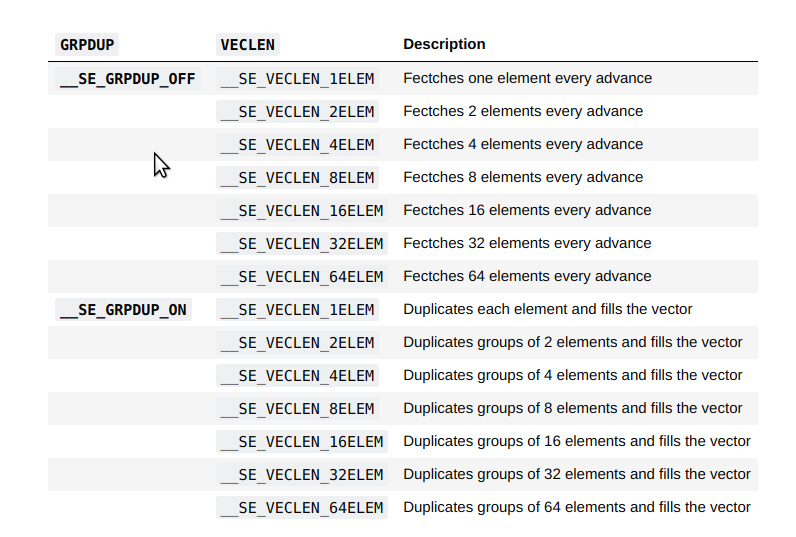 GRPDUP VECLEN Description
__SE_GRPDUP_OFF __SE_VECLEN_1ELEM Fectches one element every advance
__SE_VECLEN_2ELEM Fectches 2 elements every advance
__SE_VECLEN_4ELEM Fectches 4 elements every advance
__SE_VECLEN_8ELEM Fectches 8 elements every advance
__SE_VECLEN_16ELEM Fectches 16 elements every advance
__SE_VECLEN_32ELEM Fectches 32 elements every advance
__SE_VECLEN_64ELEM Fectches 64 elements every advance
__SE_GRPDUP_ON __SE_VECLEN_1ELEM Duplicates each element and fills the vector
__SE_VECLEN_2ELEM Duplicates groups of 2 elements and fills the vector
__SE_VECLEN_4ELEM Duplicates groups of 4 elements and fills the vector
__SE_VECLEN_8ELEM Duplicates groups of 8 elements and fills the vector
__SE_VECLEN_16ELEM Duplicates groups of 16 elements and fills the vector
__SE_VECLEN_32ELEM Duplicates groups of 32 elements and fills the vector
__SE_VECLEN_64ELEM Duplicates groups of 64 elements and fills the vector